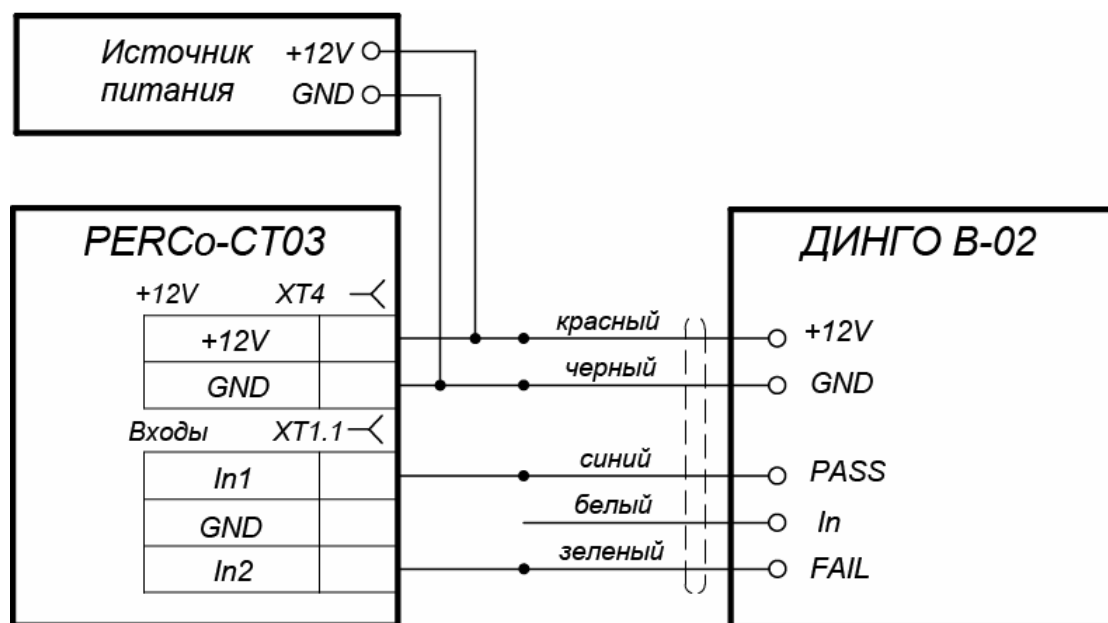 Источник +12V
питания GND
PERCo-CT03
+12V XT4
+12V
GND
Входы XT1.1
In1
GND
In2
красный
черный
синий
белый
зеленый
ДИНГО В-02
+12V
GND
PASS
In
FAIL